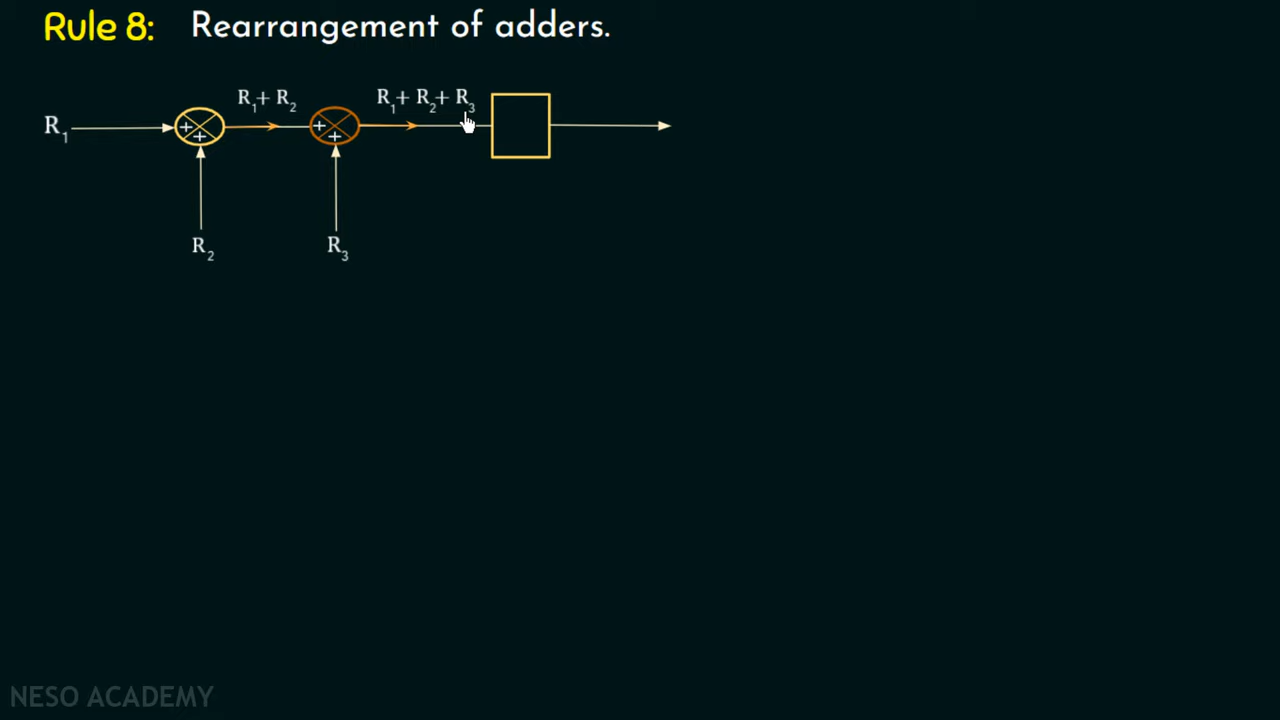 Rule 8: Rearrangement of adders.
R₁+ R₂ R₁+ R₂+ R₃
R₁ + + + +
R₂ R₃
NESO ACADEMY